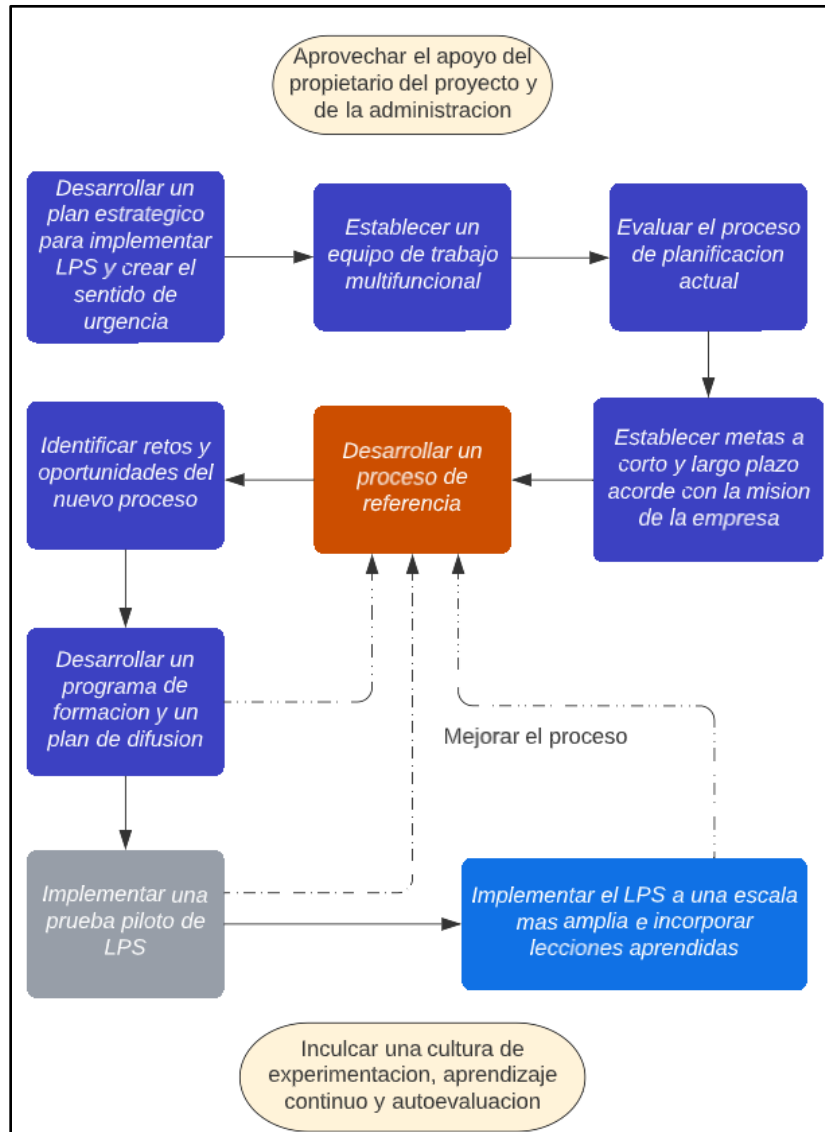 Aprovechar el apoyo del
propietario del proyecto y
de la administracion
Desarrollar un
plan estrategico
para implementar
LPS y crear el
sentido de
urgencia
Establecer un
equipo de trabajo
multifuncional
Evaluar el proceso
de planificacion
actual
Establecer metas a
corto y largo plazo
acorde con la mision
de la empresa
Desarrollar un
proceso de
referencia
Identificar retos y
oportunidades del
nuevo proceso
Desarrollar un
programa de
formacion y un
plan de difusion
Mejorar el proceso
Implementar una
prueba piloto de
LPS
Implementar el LPS a una escala
mas amplia e incorporar
lecciones aprendidas
Inculcar una cultura de
experimentacion, aprendizaje
continuo y autoevaluacion